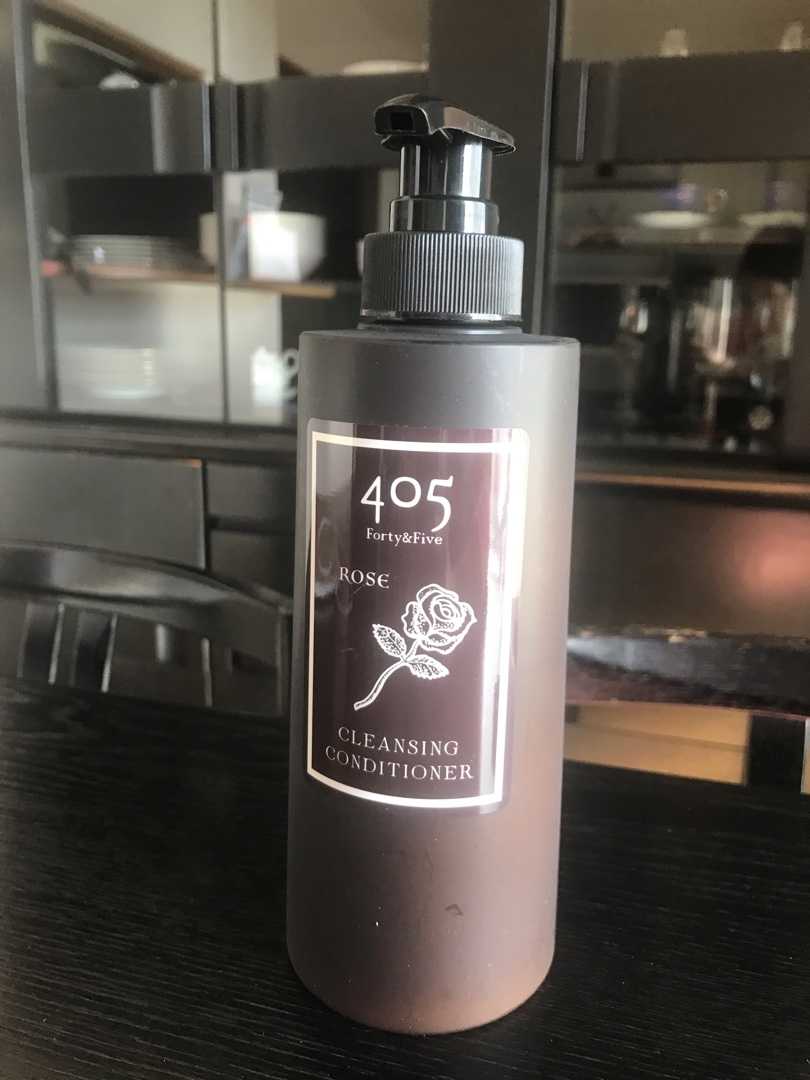 405
Forty&Five
ROSE
CLEANSING
CONDITIONER